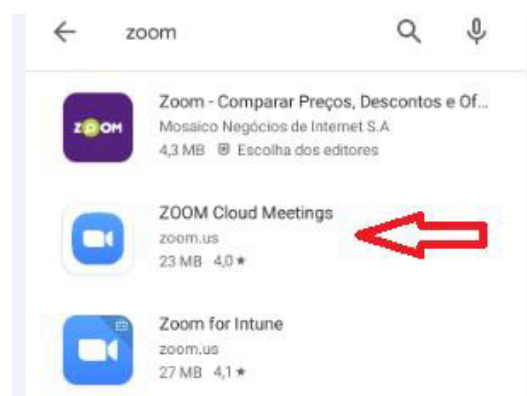 zoom
ZOOM
Zoom - Comparar Preços, Descontos e Of...
Mosaico Negócios de Internet S.A
4,3 MB Escolha dos editores
ZOOM Cloud Meetings
zoom.us
23 MB 4,0★
Zoom for Intune
zoom.us
27 MB 4,1★